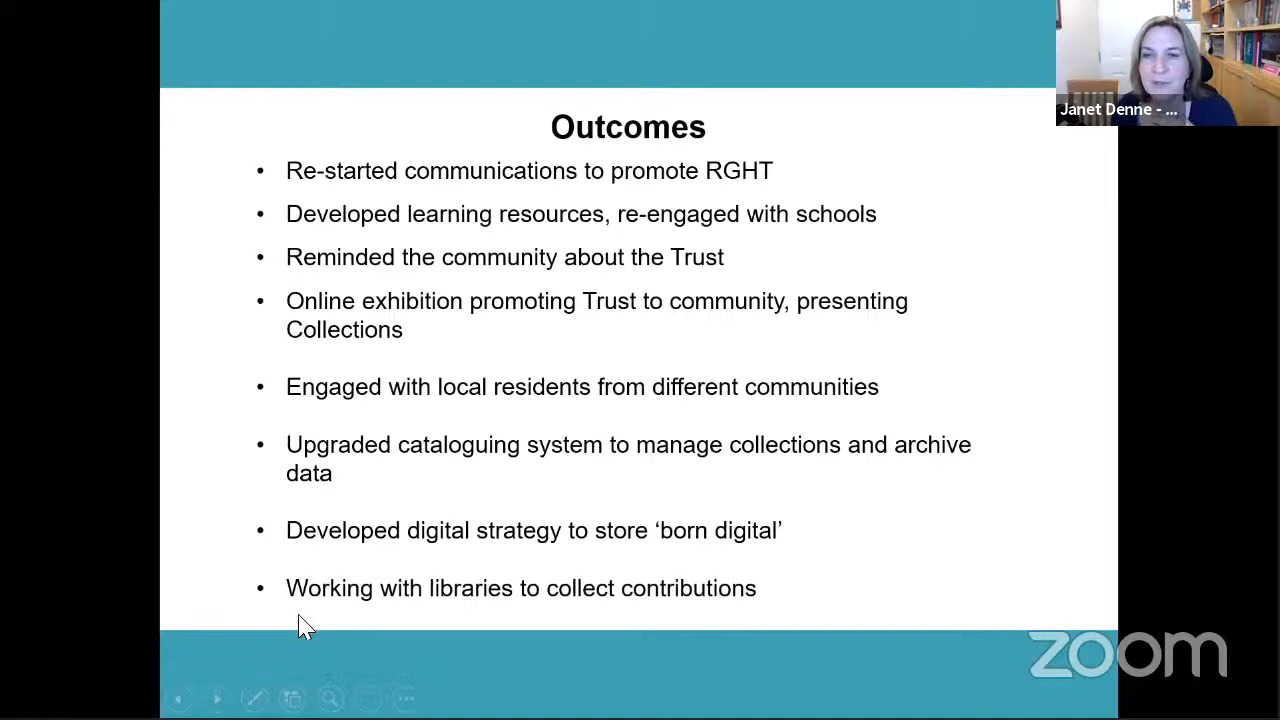 Outcomes
• Re-started communications to promote RGHT
• Developed learning resources, re-engaged with schools
• Reminded the community about the Trust
• Online exhibition promoting Trust to community, presenting
Collections
• Engaged with local residents from different communities
• Upgraded cataloguing system to manage collections and archive
data
• Developed digital strategy to store ‘born digital’
• Working with libraries to collect contributions
Janet Denne - ...
zoom